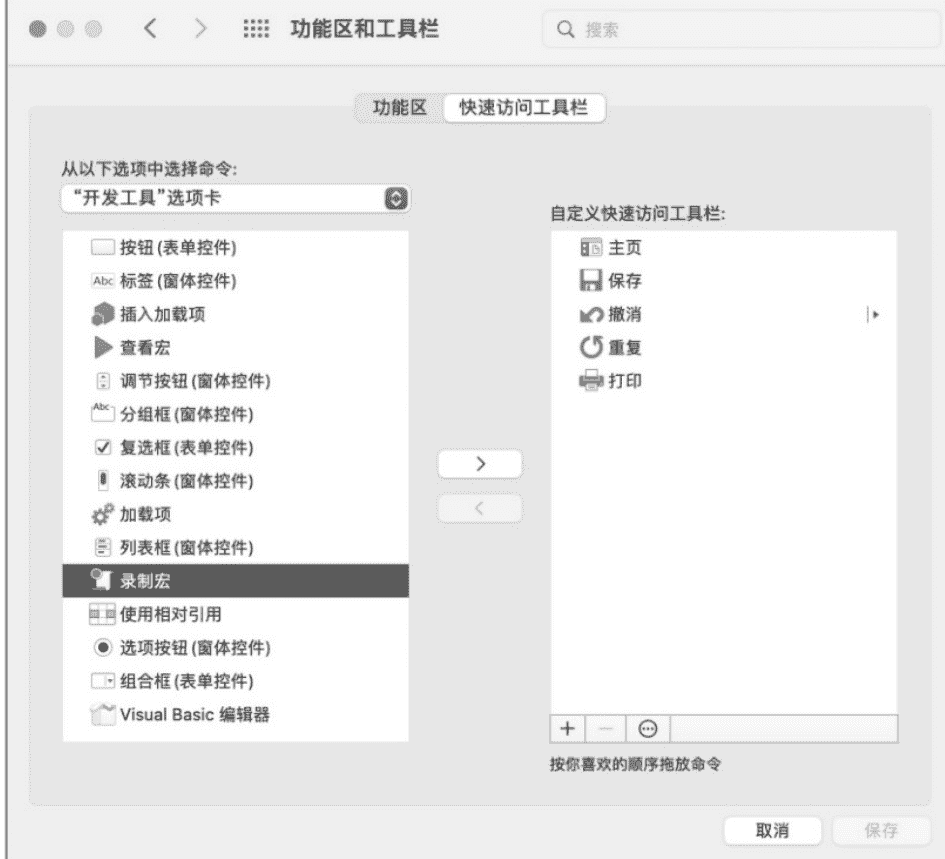 功能区和工具栏
搜索
功能区
快速访问工具栏
从以下选项中选择命令:
“开发工具”选项卡
按钮(表单控件)
Abc 标签(窗体控件)
插入加载项
查看宏
调节按钮(窗体控件)
Abc 分组框(窗体控件)
复选框(表单控件)
滚动条(窗体控件)
加载项
列表框(窗体控件)
录制宏
使用相对引用
选项按钮(窗体控件)
组合框(表单控件)
Visual Basic 编辑器
自定义快速访问工具栏:
主页
保存
撤消
重复
打印
按你喜欢的顺序拖放命令
取消
保存